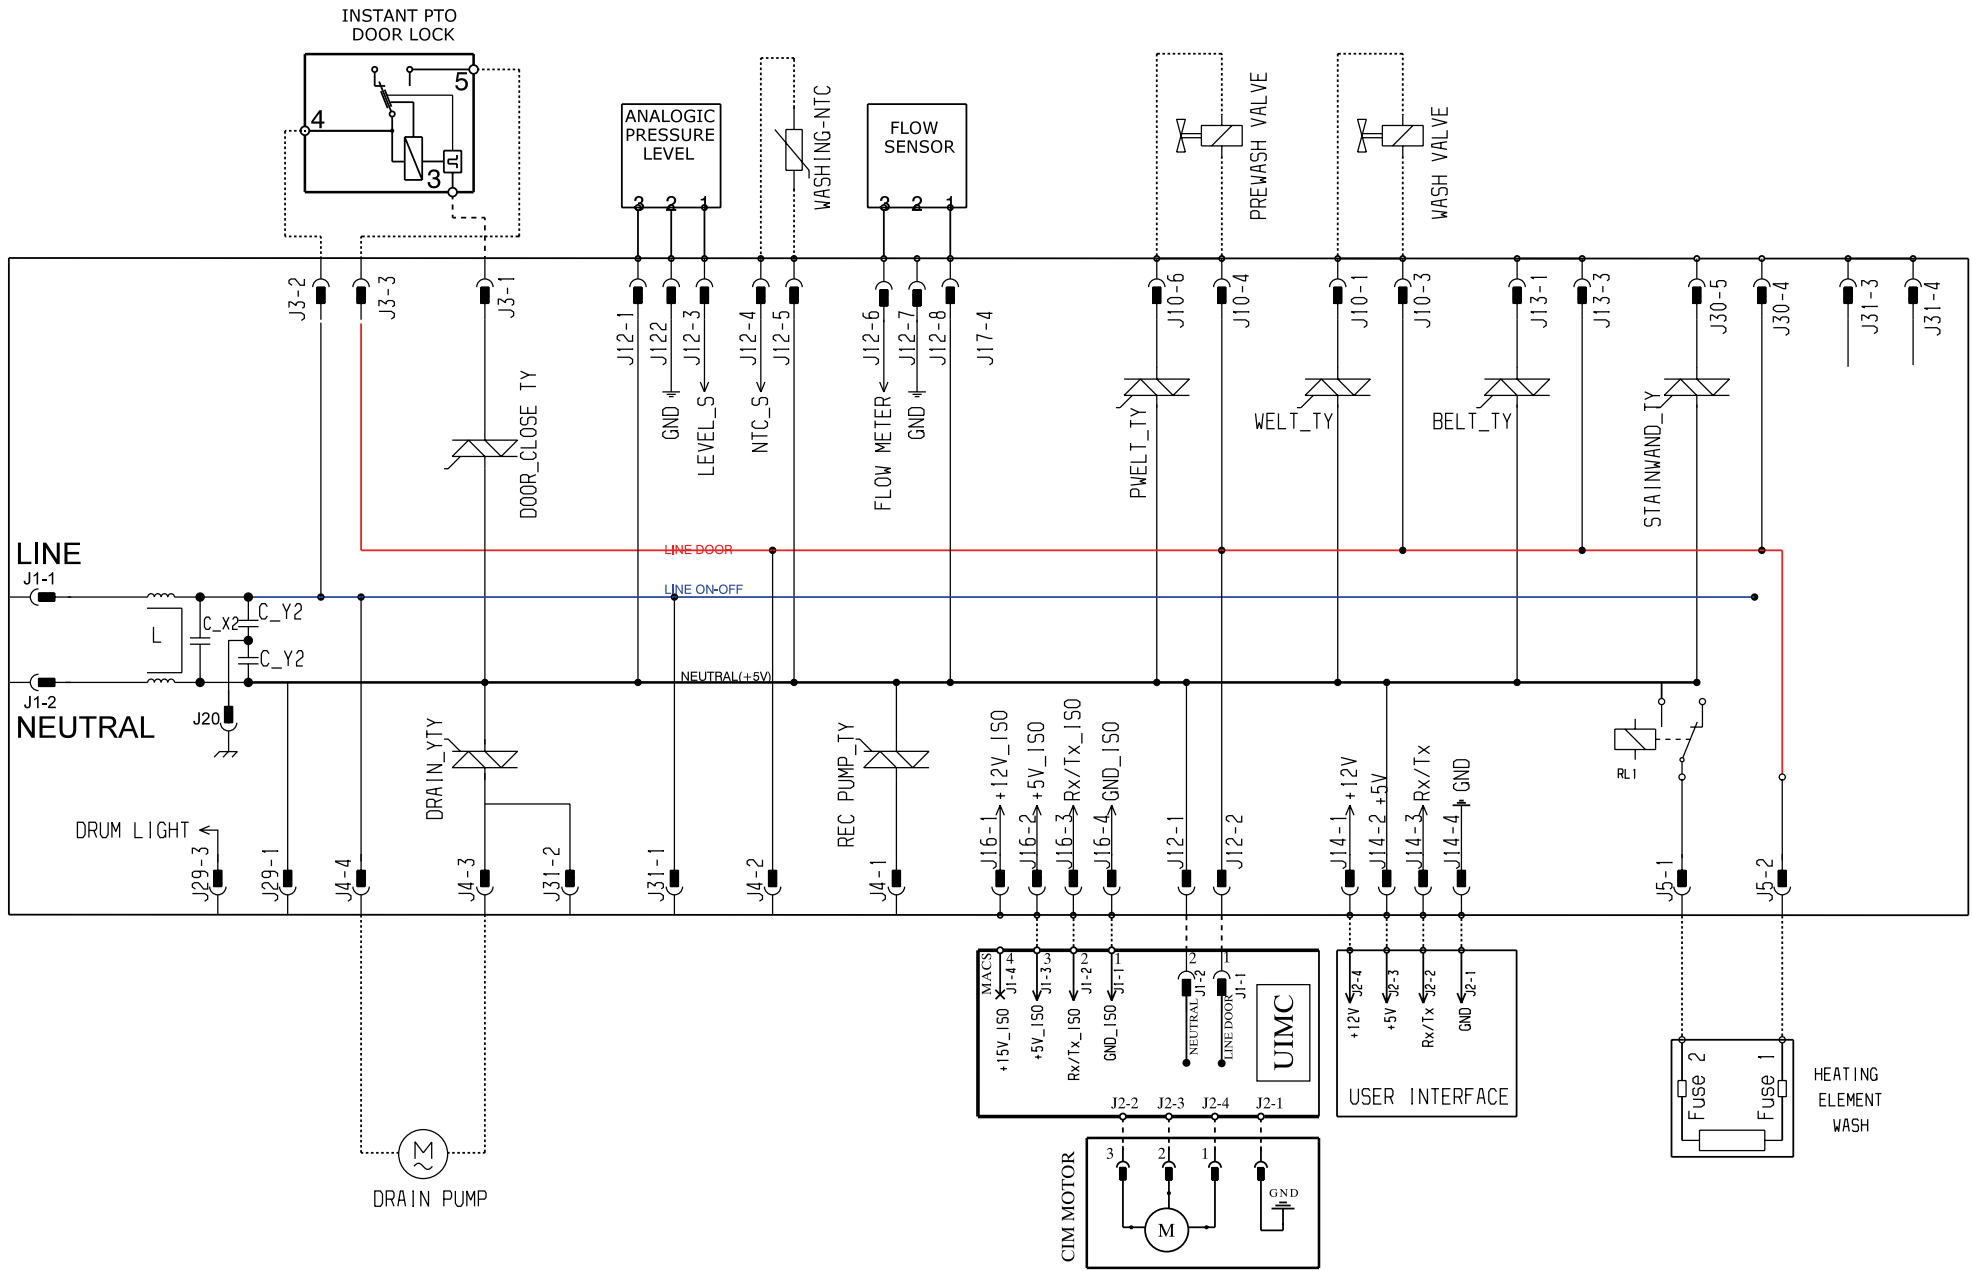 INSTANT PTO
DOOR LOCK
5
4
3
ANALOGIC
PRESSURE
LEVEL
3 2 1
WASHING-NTC
FLOW
SENSOR
3 2 1
PREWASH VALVE
WASH VALVE
J3-2
J3-3
J3-1
J12-1
J122
J12-3
J12-4
J12-5
J12-6
J12-7
J12-8
J17-4
J10-6
J10-4
J10-1
J10-3
J13-1
J13-3
J30-5
J30-4
J31-3
J31-4
DOOR_CLOSE TY
GND
LEVEL_S
NTC_S
FLOW METER
GND
PWELT_TY
WELT_TY
BELT_TY
STAINWAND_TY
LINE DOOR
LINE
J1-1
LINE ON-OFF
L
C_X2
C_Y2
C_Y2
NEUTRAL(+5V)
J1-2
NEUTRAL
J20
DRAIN_YTY
REC PUMP_TY
+12V_ISO
+5V_ISO
Rx/Tx_ISO
GND_ISO
+12V
+5V
Rx/Tx
GND
RL1
DRUM LIGHT
J29-3
J29-1
J4-4
J4-3
J31-2
J31-1
J4-2
J4-1
J16-1
J16-2
J16-3
J16-4
J12-1
J12-2
J14-1
J14-2
J14-3
J14-4
J5-1
J5-2
MACS
4
J1-4
3
J1-3
2
J1-2
1
J1-1
2
J1-2
1
J1-1
+15V_ISO
+5V_ISO
Rx/Tx_ISO
GND_ISO
NEUTRAL
LINE DOOR
UIMC
J2-4
J2-3
J2-2
J2-1
+12V
+5V
Rx/Tx
GND
USER INTERFACE
Fuse 2
Fuse 1
HEATING
ELEMENT
WASH
J2-2 J2-3 J2-4 J2-1
M
DRAIN PUMP
CIM MOTOR
3 2 1
GND
M